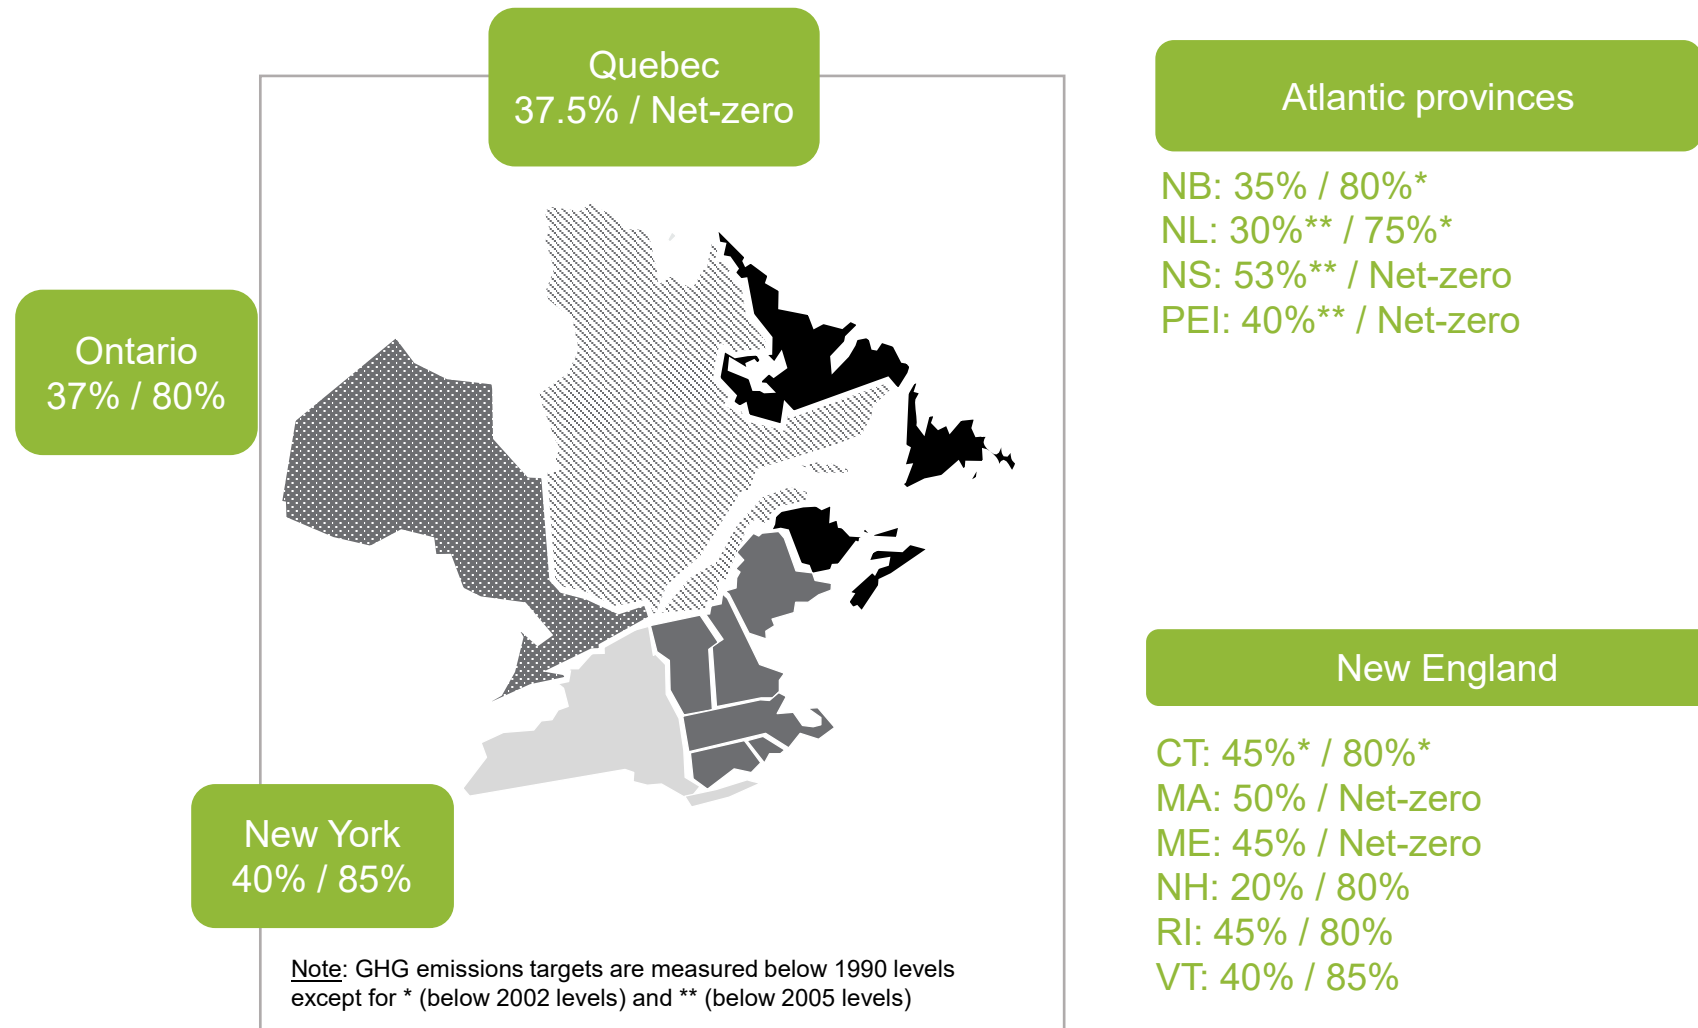 Quebec
37.5% / Net-zero
Ontario
37% / 80%
New York
40% / 85%
Note: GHG emissions targets are measured below 1990 levels
except for * (below 2002 levels) and ** (below 2005 levels)
Atlantic provinces
NB: 35% / 80%*
NL: 30%** / 75%*
NS: 53%** / Net-zero
PEI: 40%** / Net-zero
New England
CT: 45%* / 80%*
MA: 50% / Net-zero
ME: 45% / Net-zero
NH: 20% / 80%
RI: 45% / 80%
VT: 40% / 85%